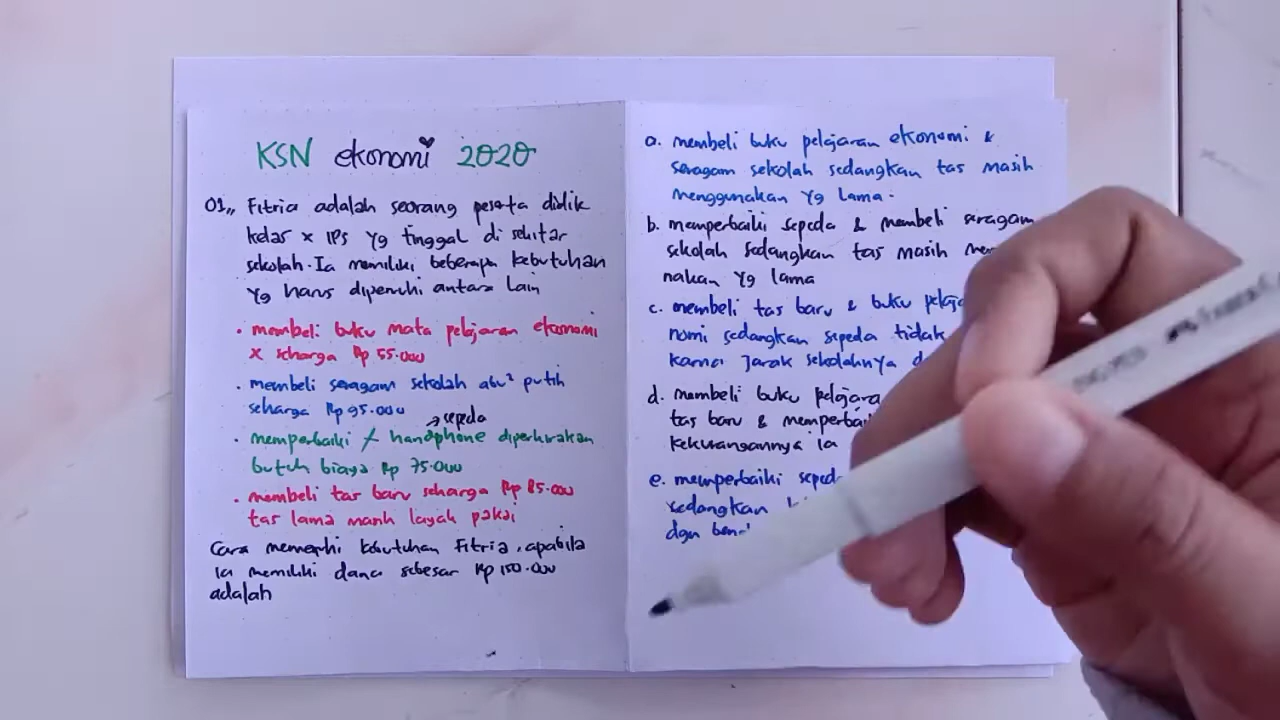 KSN ekonomi 2020
01,, Fitria adalah seorang peserta didik
kelas X IPS yg tinggal di sekitar
sekolah. Ia memiliki beberapa kebutuhan
yg harus dipenuhi antara lain
• membeli buku mata pelajaran ekonomi
X seharga Rp 55.000
• membeli seragam sekolah abu² putih
seharga Rp 95.000
→ sepeda
• memperbaiki / handphone diperkirakan
butuh biaya Rp 75.000
• membeli tas baru seharga Rp 85.000
tas lama masih layak pakai
Cara memenuhi kebutuhan Fitria, apabila
Ia memiliki dana sebesar Rp 150.000
adalah
a. membeli buku pelajaran ekonomi &
seragam sekolah sedangkan tas masih
menggunakan yg lama.
b. memperbaiki sepeda & membeli seragam
sekolah sedangkan tas masih
nakan yg lama
c. membeli tas baru & buku
nomi sedangkan sepeda tidak
karna jarak sekolahnya
d. membeli buku
tas baru &
kekurangannya ia
e. memperbaiki
sedangkan
dgn